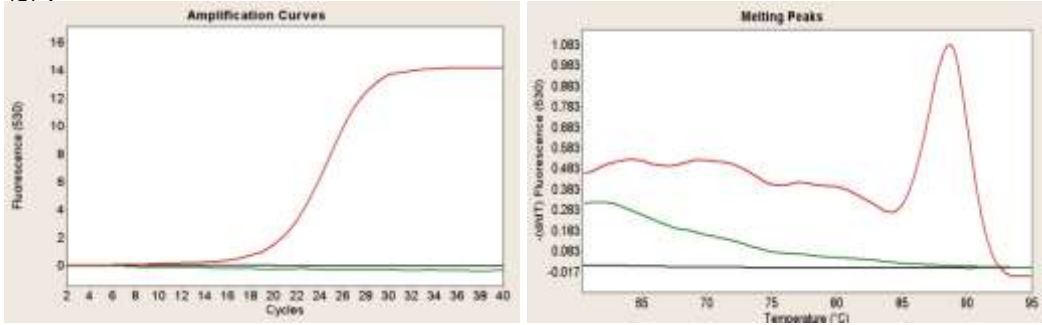 Amplification Curves
16
14
12
10
8
6
4
2
0
Fluorescence (530)
2 4 6 8 10 12 14 16 18 20 22 24 26 28 30 32 34 36 38 40
Cycles
Melting Peaks
1.083
0.983
0.883
0.783
0.683
0.583
0.483
0.383
0.283
0.183
0.083
-0.017
-(d/dT) Fluorescence (530)
65 70 75 80 85 90 95
Temperature (°C)